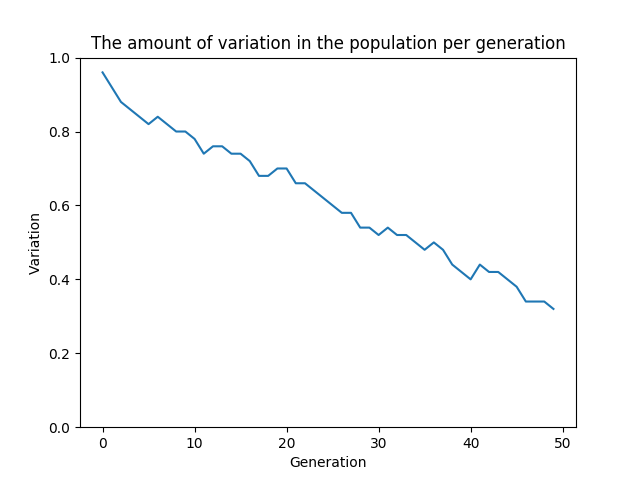 The amount of variation in the population per generation
1.0
0.8
0.6
0.4
0.2
0.0
Variation
0 10 20 30 40 50
Generation